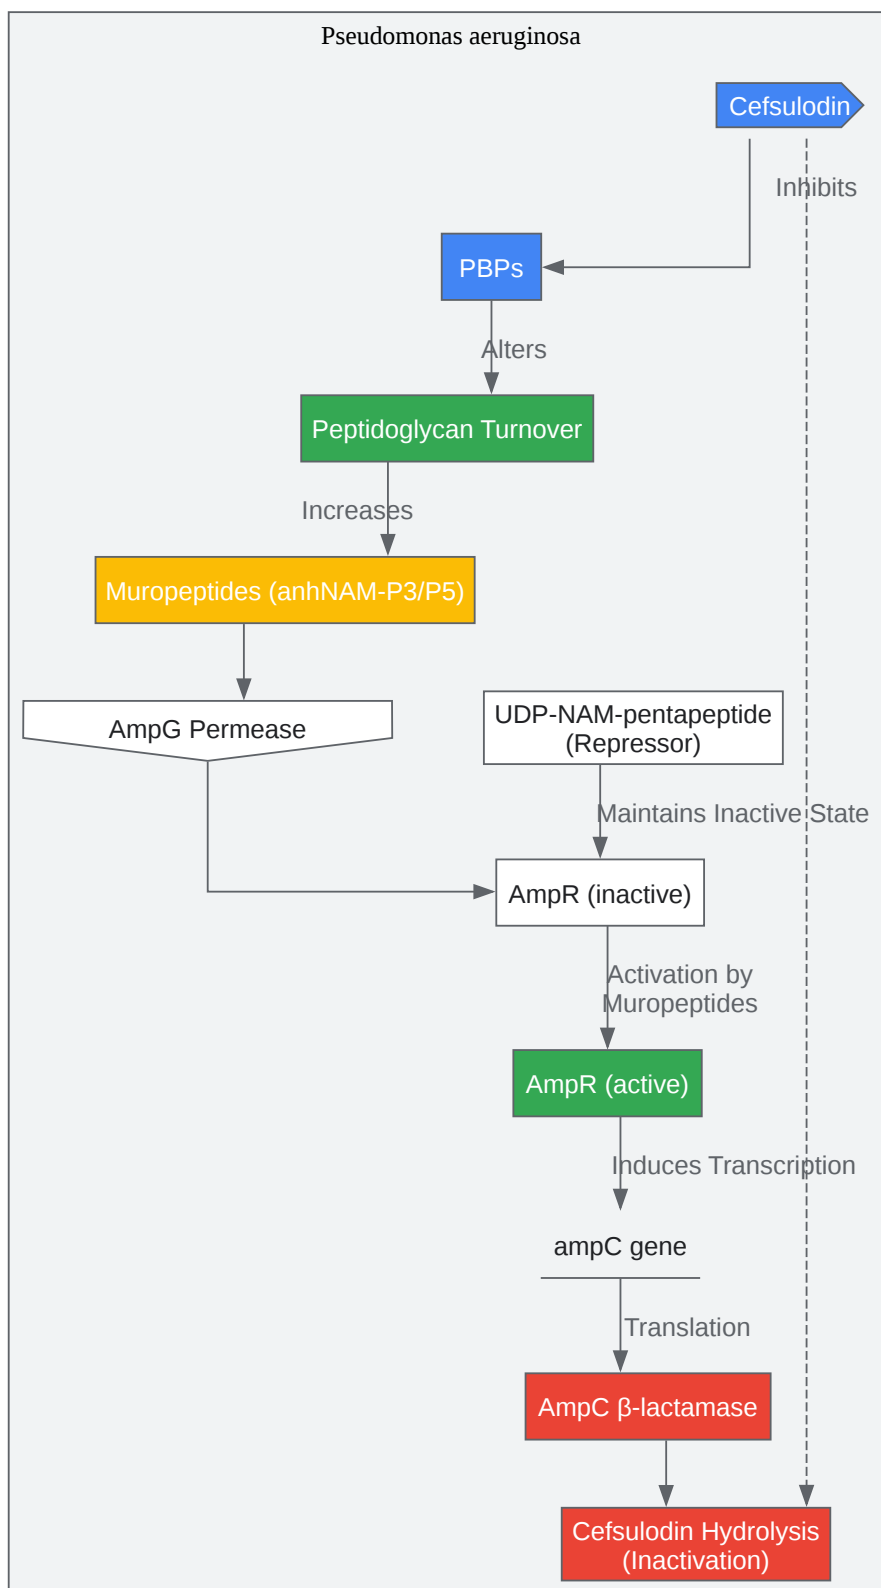 Pseudomonas aeruginosa
Cefsulodin
Inhibits
PBPs
Alters
Peptidoglycan Turnover
Increases
Muropeptides (anhNAM-P3/P5)
AmpG Permease
UDP-NAM-pentapeptide
(Repressor)
Maintains Inactive State
AmpR (inactive)
Activation by
Muropeptides
AmpR (active)
Induces Transcription
ampC gene
Translation
AmpC β-lactamase
Cefsulodin Hydrolysis
(Inactivation)